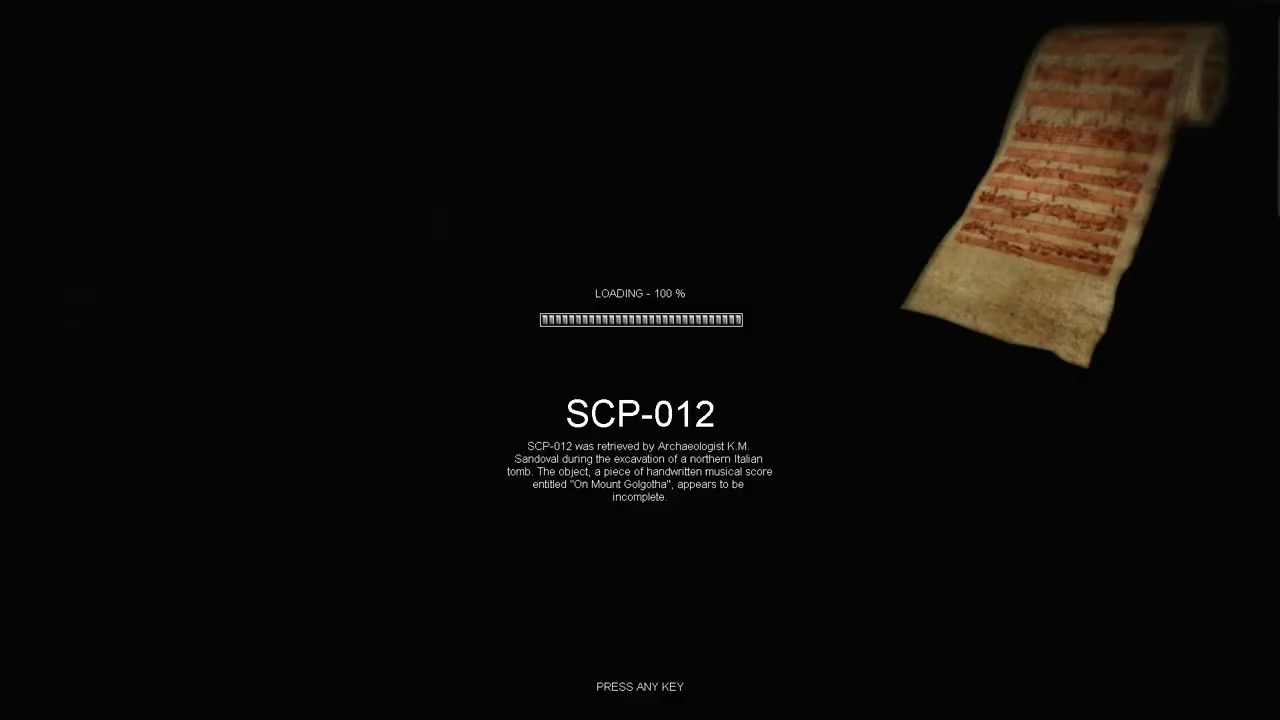 LOADING - 100 %
SCP-012
SCP-012 was retrieved by Archaeologist K.M.
Sandoval during the excavation of a northern Italian
tomb. The object, a piece of handwritten musical score
entitled "On Mount Golgotha", appears to be
incomplete.
PRESS ANY KEY